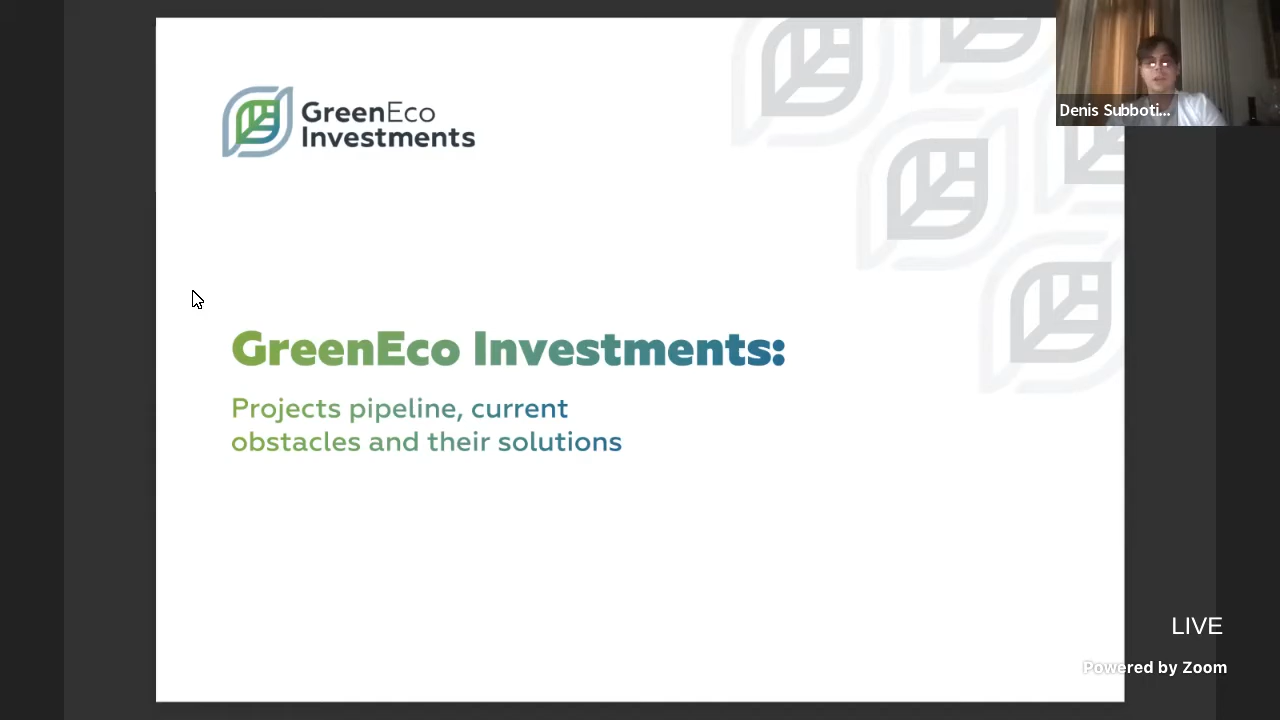 GreenEco
Investments
Denis Subboti...
GreenEco Investments:
Projects pipeline, current
obstacles and their solutions
LIVE
Powered by Zoom